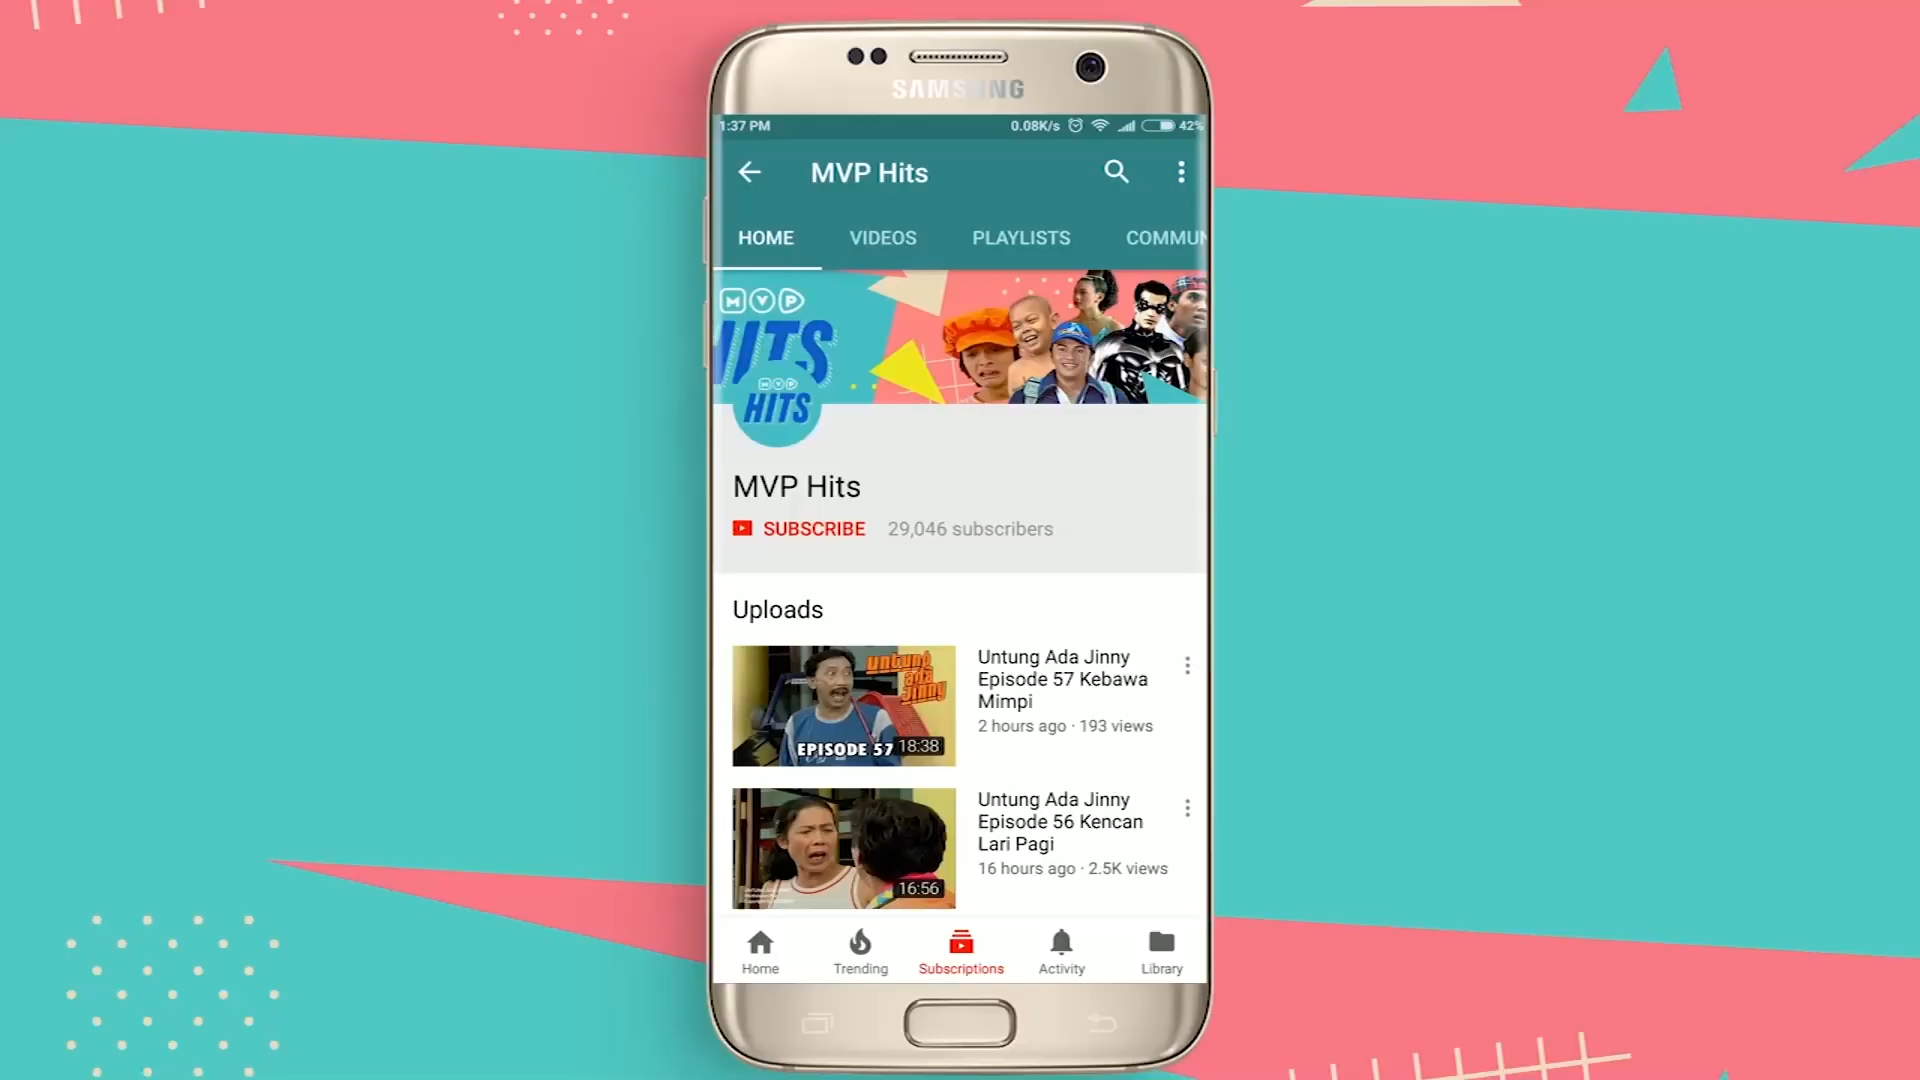 SAMSUNG
1:37 PM 0.08K/s 42%
MVP Hits
HOME VIDEOS PLAYLISTS COMMUN
MVP
HITS
MVP
HITS
MVP Hits
SUBSCRIBE 29,046 subscribers
Uploads
untung
ada
jinny
EPISODE 57 18:38
Untung Ada Jinny
Episode 57 Kebawa
Mimpi
2 hours ago · 193 views
16:56
Untung Ada Jinny
Episode 56 Kencan
Lari Pagi
16 hours ago · 2.5K views
Home Trending Subscriptions Activity Library